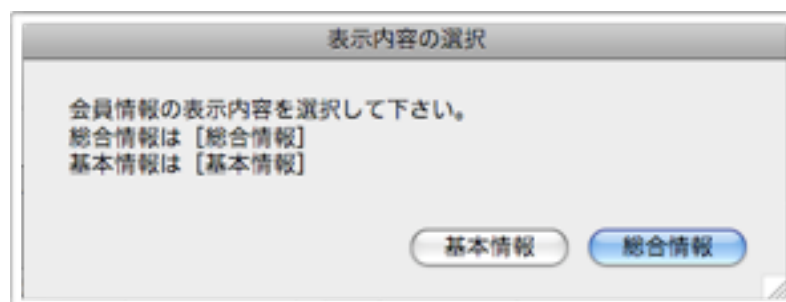 表示内容の選択
会員情報の表示内容を選択して下さい。
総合情報は［総合情報］
基本情報は［基本情報］
基本情報 総合情報